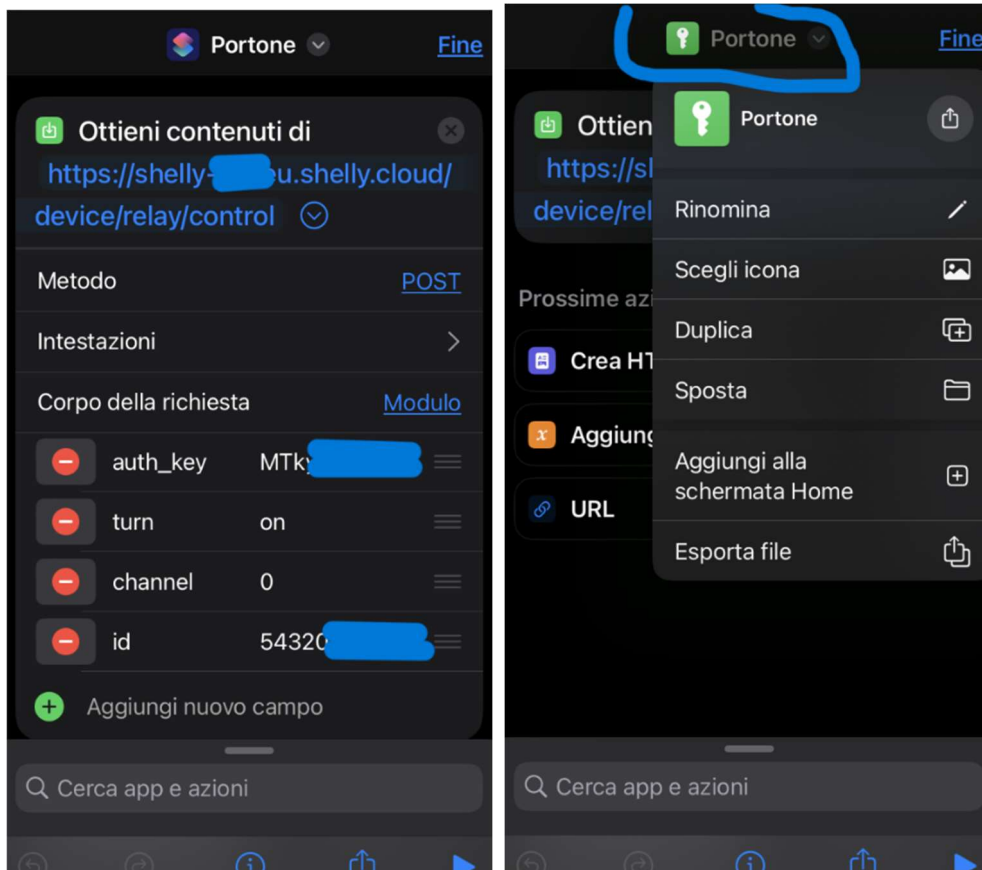 Portone
Fine
Ottieni contenuti di
https://shelly- eu.shelly.cloud/
device/relay/control
Metodo
POST
Intestazioni
Corpo della richiesta
Modulo
auth_key
MTky
turn
on
channel
0
id
54320
Aggiungi nuovo campo
Cerca app e azioni
Portone
Fine
Ottien
https://sl
device/rel
Prossime azi
Crea HT
Aggiung
URL
Portone
Rinomina
Scegli icona
Duplica
Sposta
Aggiungi alla
schermata Home
Esporta file
Cerca app e azioni